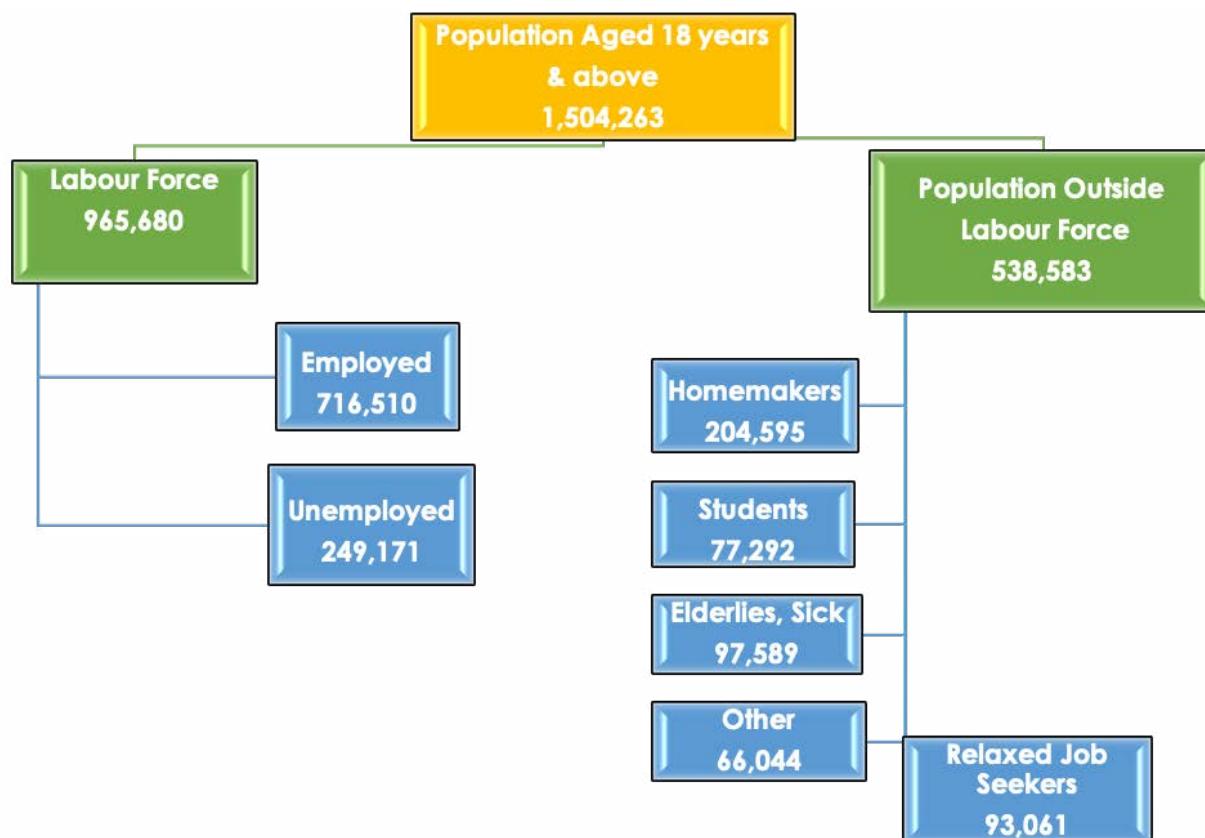 Population Aged 18 years
& above
1,504,263
Labour Force
965,680
Population Outside
Labour Force
538,583
Employed
716,510
Unemployed
249,171
Homemakers
204,595
Students
77,292
Elderlies, Sick
97,589
Other
66,044
Relaxed Job
Seekers
93,061